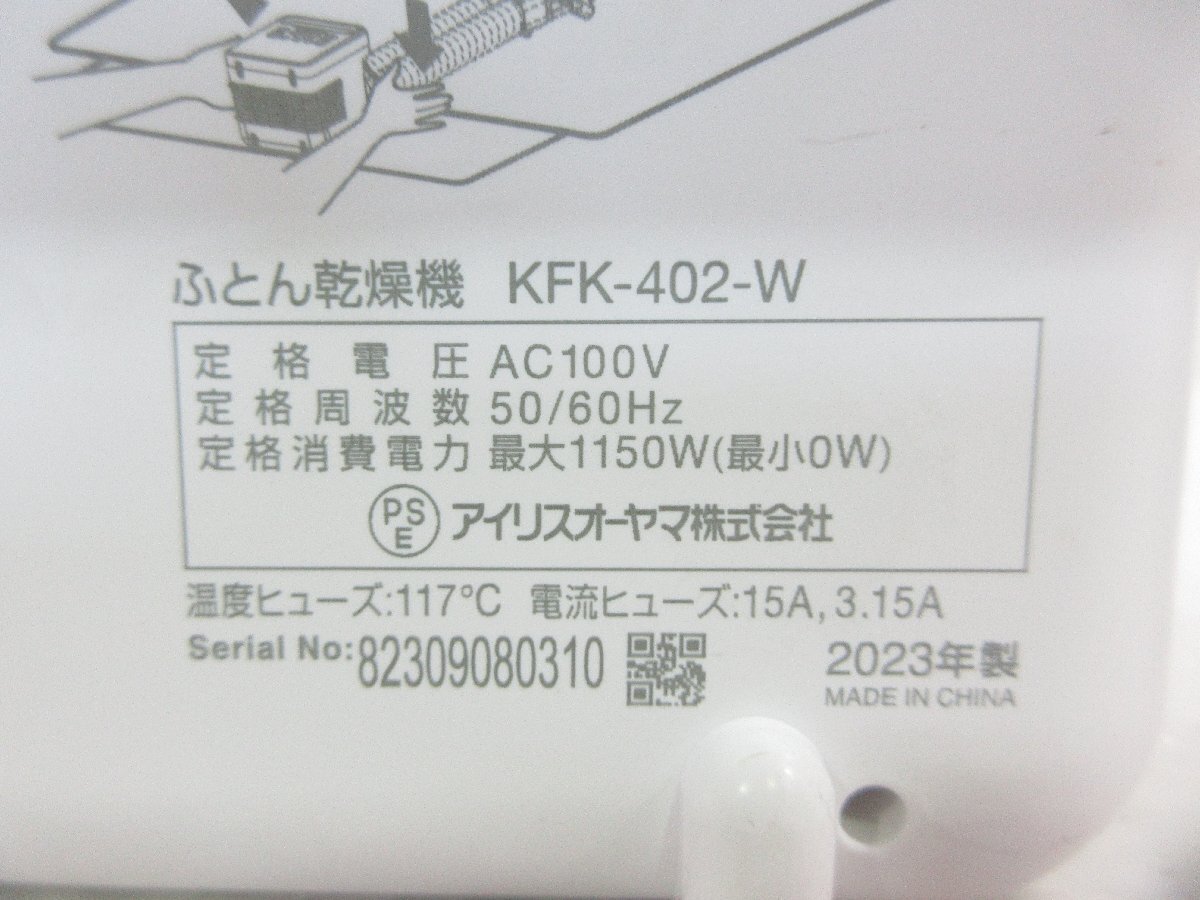 ふとん乾燥機 KFK-402-W
定格電圧 AC100V
定格周波数 50/60Hz
定格消費電力 最大1150W(最小0W)
PSE アイリスオーヤマ株式会社
温度ヒューズ:117℃ 電流ヒューズ:15A, 3.15A
Serial No: 82309080310
2023年製
MADE IN CHINA